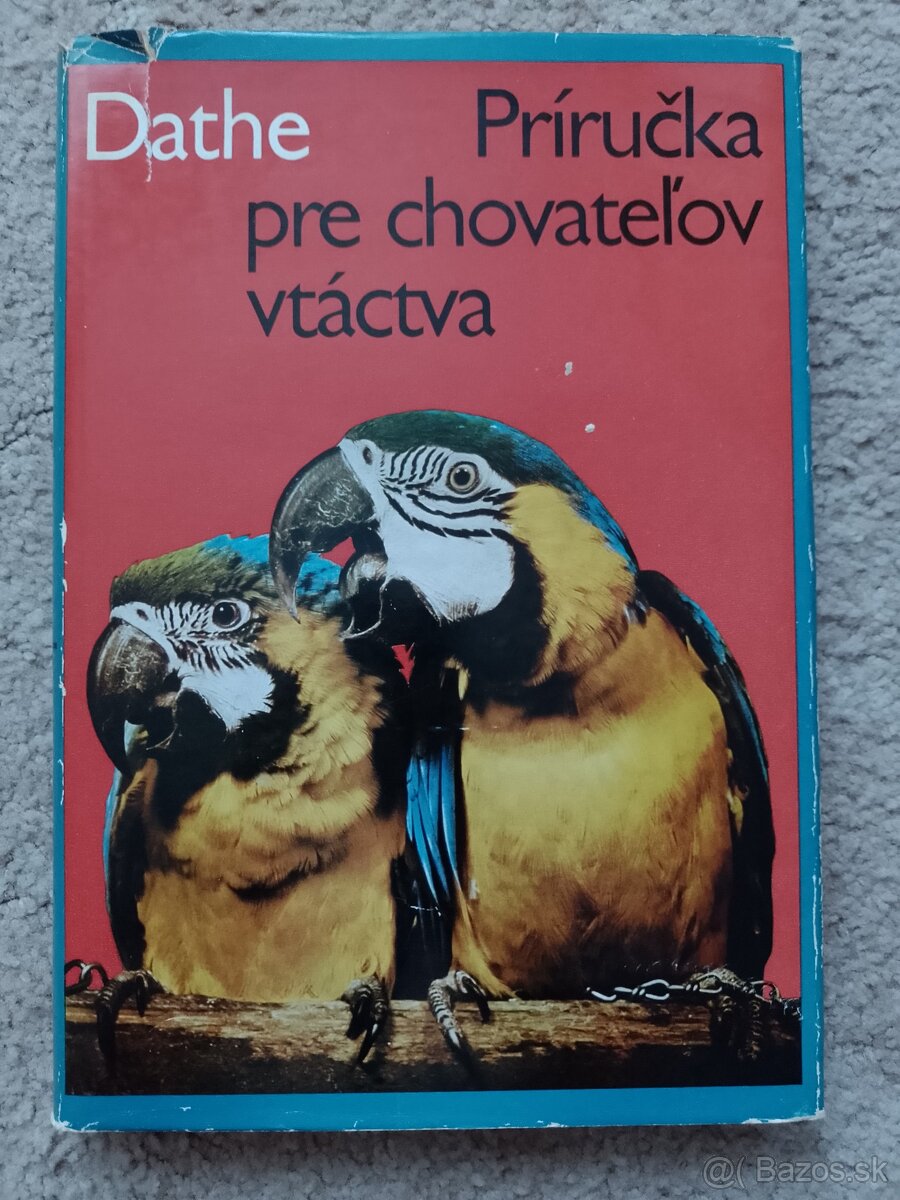 Dathe Príručka
pre chovateľov
vtáctva
@( Bazos.sk